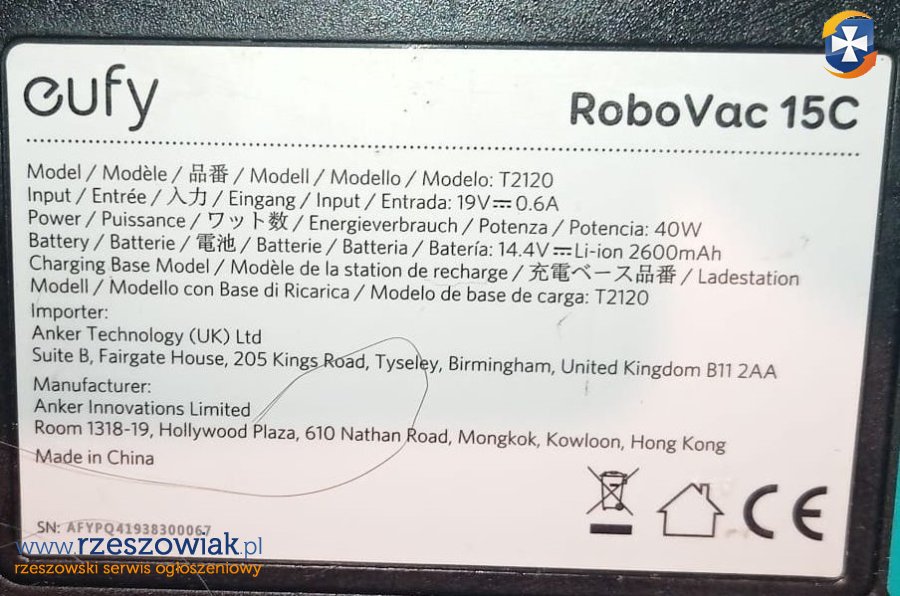 eufy
RoboVac 15C
Model / Modèle / 品番 / Modell / Modello / Modelo: T2120
Input / Entrée / 入力 / Eingang / Input / Entrada: 19V⎓0.6A
Power / Puissance / ワット数 / Energieverbrauch / Potenza / Potencia: 40W
Battery / Batterie / 電池 / Batterie / Batteria / Batería: 14.4V⎓Li-ion 2600mAh
Charging Base Model / Modèle de la station de recharge / 充電ベース品番 / Ladestation
Modell / Modello con Base di Ricarica / Modelo de base de carga: T2120
Importer:
Anker Technology (UK) Ltd
Suite B, Fairgate House, 205 Kings Road, Tyseley, Birmingham, United Kingdom B11 2AA
Manufacturer:
Anker Innovations Limited
Room 1318-19, Hollywood Plaza, 610 Nathan Road, Mongkok, Kowloon, Hong Kong
Made in China
CE
SN: AFYPQ41938300067
www.rzeszowiak.pl
rzeszowski serwis ogłoszeniowy